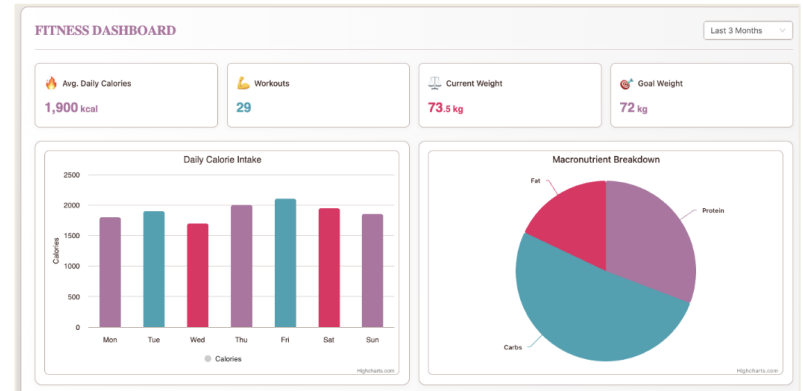 FITNESS DASHBOARD
Last 3 Months
Avg. Daily Calories
1,900 kcal
Workouts
29
Current Weight
73.5 kg
Goal Weight
72 kg
Daily Calorie Intake
2500
2000
1500
1000
500
0
Calories
Mon Tue Wed Thu Fri Sat Sun
Calories
Highcharts.com
Macronutrient Breakdown
Fat
Protein
Carbs
Highcharts.com